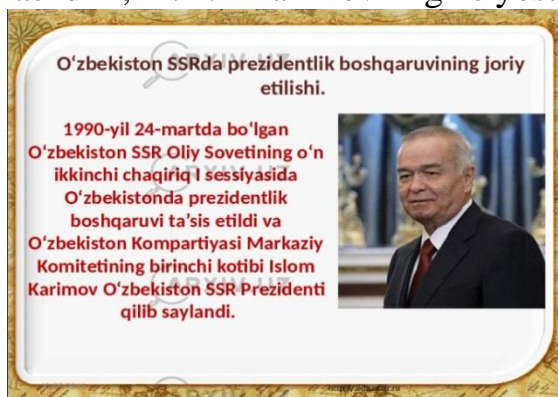 O‘zbekiston SSRda prezidentlik boshqaruvining joriy
etilishi.
1990-yil 24-martda bo‘lgan
O‘zbekiston SSR Oliy Sovetining o‘n
ikkinchi chaqiriq I sessiyasida
O‘zbekistonda prezidentlik
boshqaruvi ta’sis etildi va
O‘zbekiston Kompartiyasi Markaziy
Komitetining birinchi kotibi Islom
Karimov O‘zbekiston SSR Prezidenti
qilib saylandi.
ARXIV.UZ